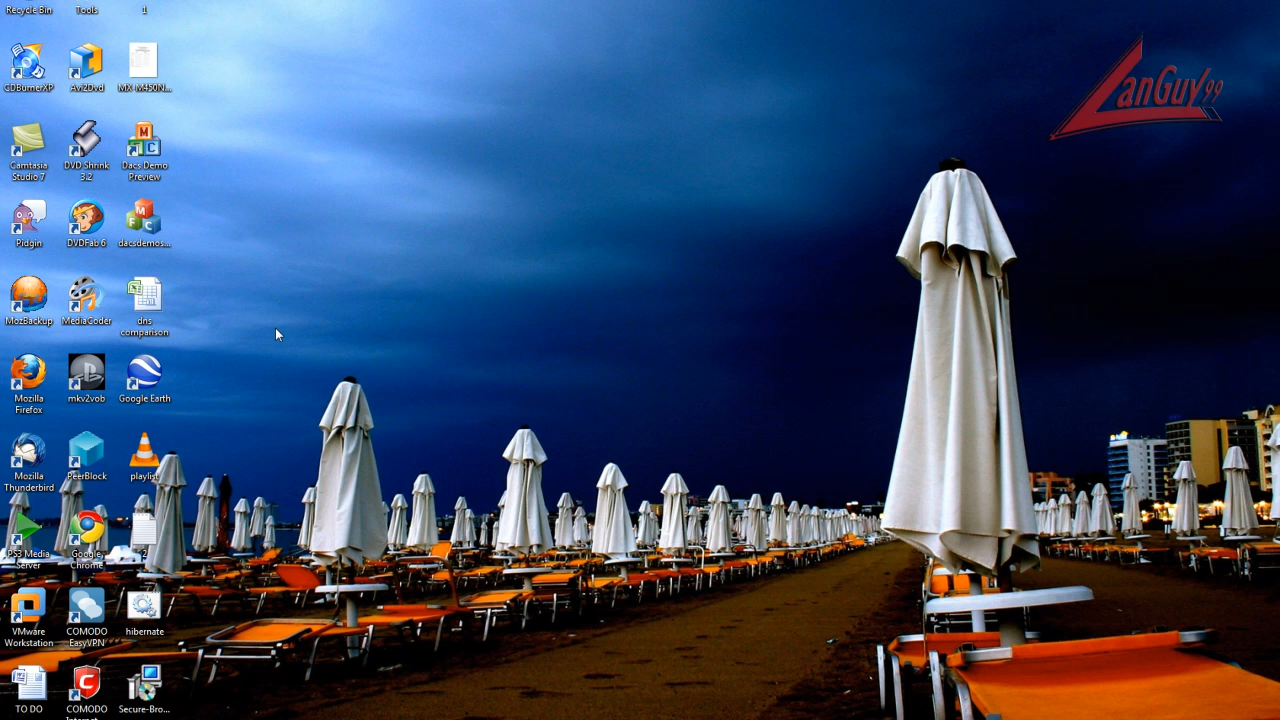 Recycle Bin
Tools
1
CDBurnerXP
Avi2Dvd
MX-M450N...
Camtasia
Studio 7
DVD Shrink
3.2
Dacs Demo
Preview
Pidgin
DVDFab 6
dacsdemos...
MozBackup
MediaCoder
dns
comparison
Mozilla
Firefox
mkv2vob
Google Earth
Mozilla
Thunderbird
PeerBlock
playlist
PS3 Media
Server
Google
Chrome
2
VMware
Workstation
COMODO
EasyVPN
hibernate
TO DO
COMODO
Internet
Secure-Bro...
LanGuy99